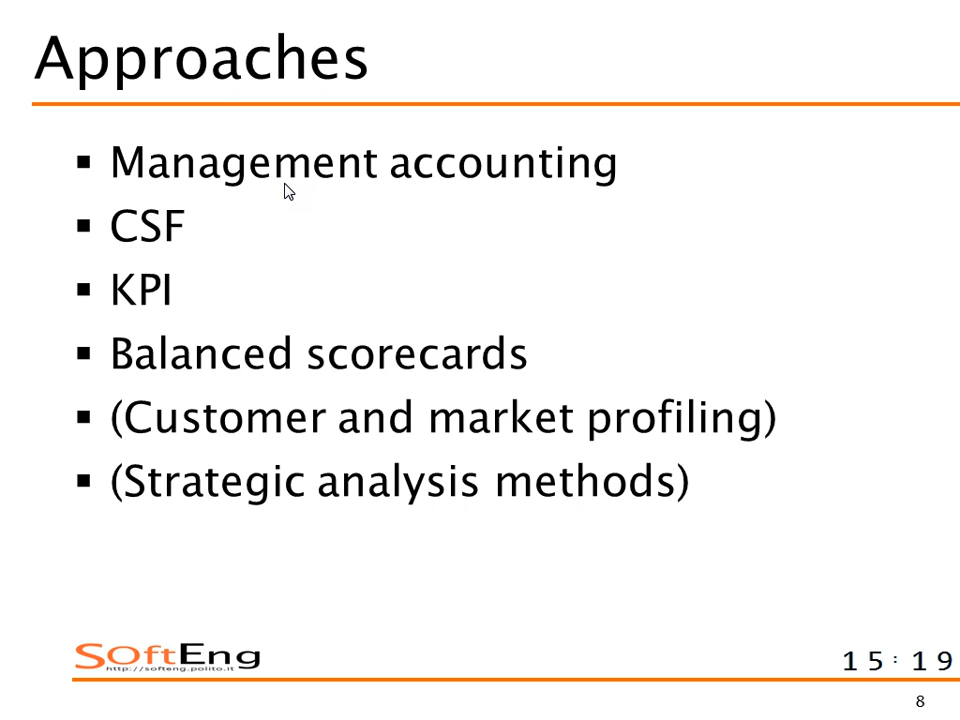 Approaches
▪ Management accounting
▪ CSF
▪ KPI
▪ Balanced scorecards
▪ (Customer and market profiling)
▪ (Strategic analysis methods)
SoftEng
http://softeng.polito.it
15:19
8